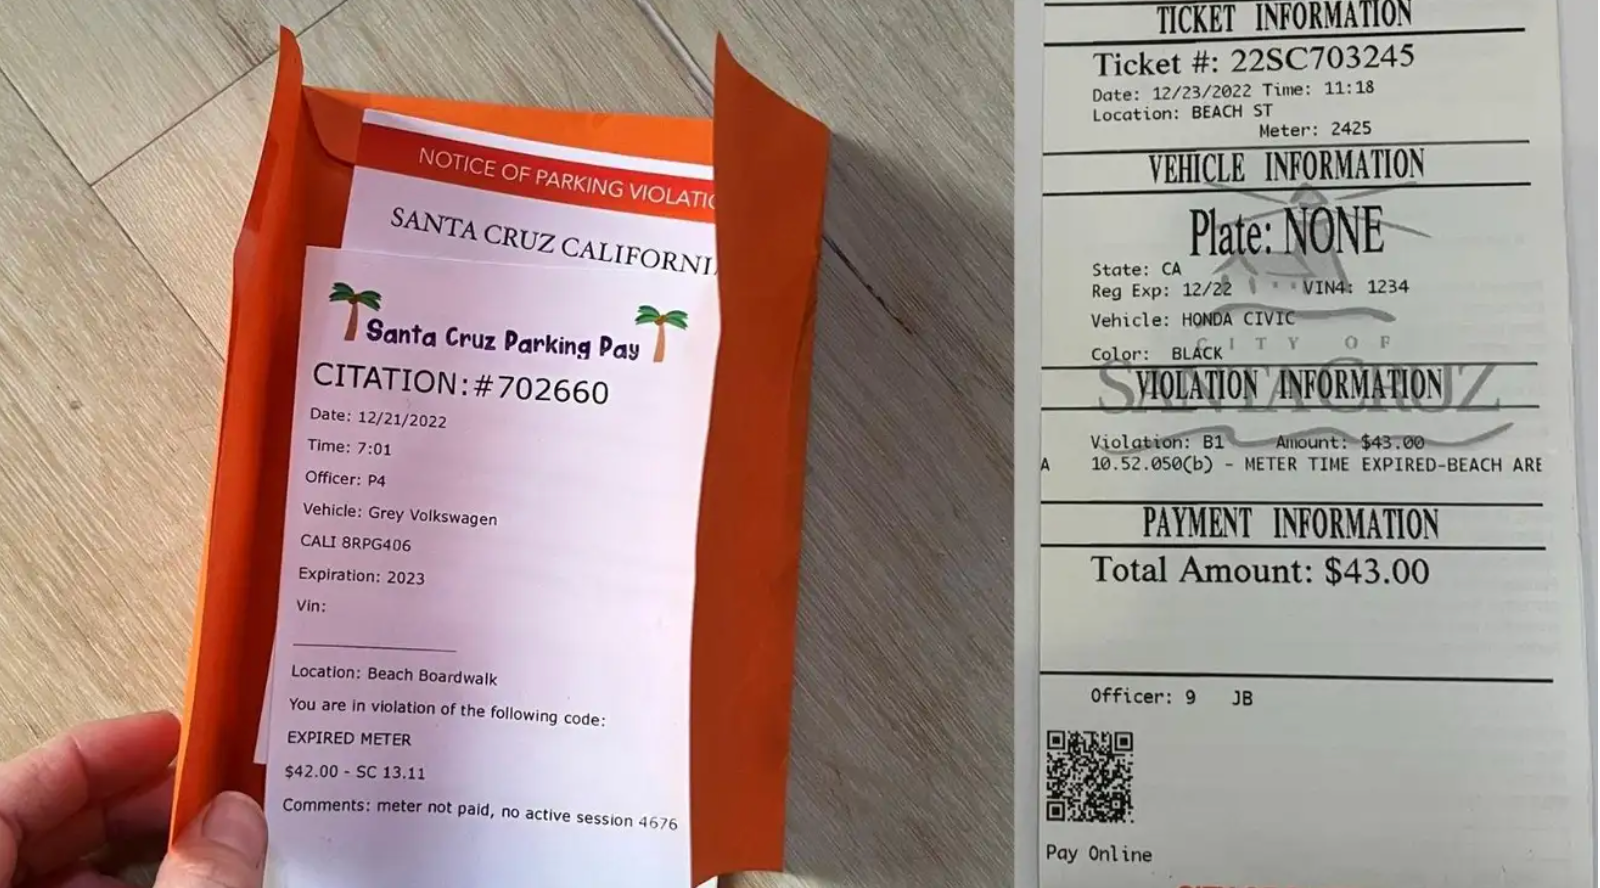 NOTICE OF PARKING
SANTA CRUZ
Santa Cruz Parking Pay
CITATION:#702660
Date: 12/21/2022
Time: 7:01
Officer: P4
Vehicle: Grey Volkswagen
CALI 8RPG406
Expiration: 2023
Vin:
Location: Beach Boardwalk
You are in violation of the following code:
EXPIRED METER
$42.00 - SC 13.11
Comments: meter not paid, no active session 4676
TICKET INFORMATION
Ticket #: 22SC703245
Date: 12/23/2022 Time: 11:18
Location: BEACH ST
Meter: 2425
VEHICLE INFORMATION
Plate: NONE
State: CA
Reg Exp: 12/22 VIN4: 1234
Vehicle: HONDA CIVIC
CITY OF
Color: BLACK
SANTA CRUZ
VIOLATION INFORMATION
Violation: B1 Amount: $43.00
A 10.52.050(b) - METER TIME EXPIRED-BEACH ARE
PAYMENT INFORMATION
Total Amount: $43.00
Officer: 9 JB
Pay Online